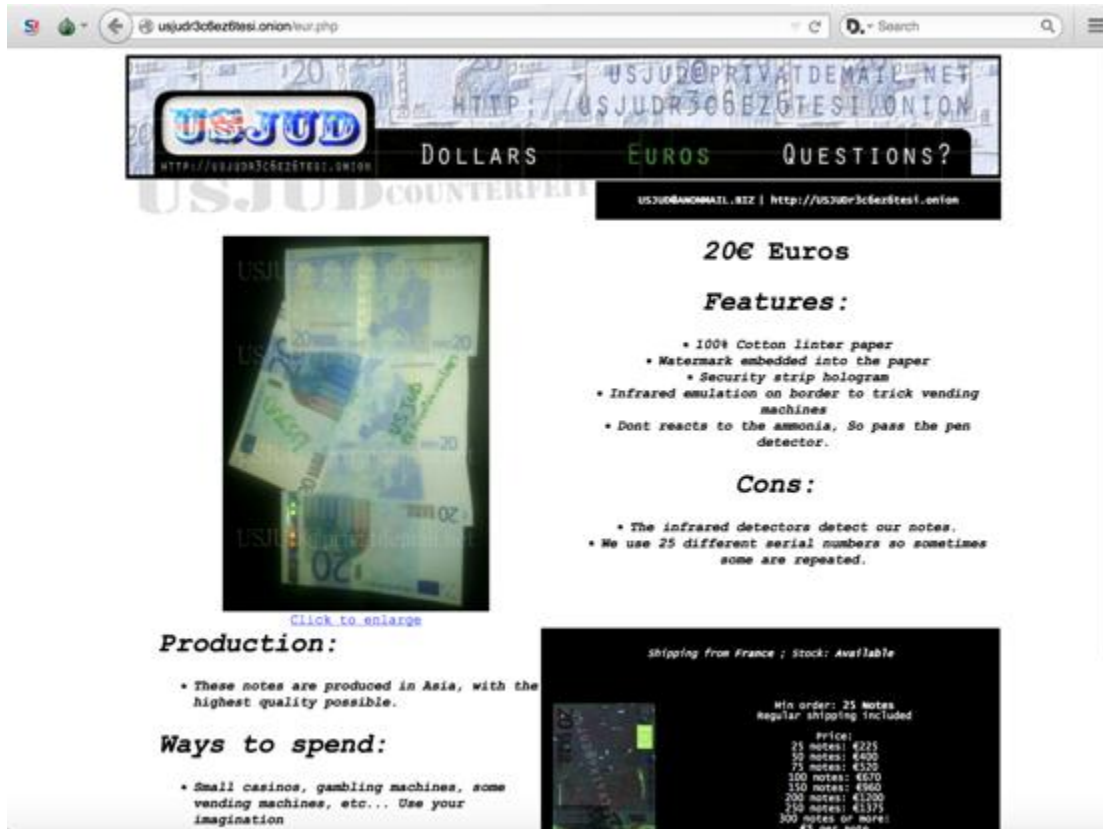 usjudr3c6ez6tesi.onion/eur.php
Search
USJUD@PRIVATDEMAIL.NET
HTTP://USJUDR3C6EZ6TESI.ONION
USJUD
HTTP://USJUDR3C6EZ6TESI.ONION
DOLLARS EUROS QUESTIONS?
USJUD COUNTERFEIT
USJUD@ANONMAIL.BIZ | http://USJUDr3c6ez6tesi.onion
20€ Euros
Features:
• 100% Cotton linter paper
• Watermark embedded into the paper
• Security strip hologram
• Infrared emulation on border to trick vending
machines
• Dont reacts to the ammonia, So pass the pen
detector.
Cons:
• The infrared detectors detect our notes.
• We use 25 different serial numbers so sometimes
some are repeated.
Click to enlarge
Production:
• These notes are produced in Asia, with the
highest quality possible.
Ways to spend:
• Small casinos, gambling machines, some
vending machines, etc... Use your
imagination
Shipping from France ; Stock: Available
Min order: 25 Notes
Regular shipping included
Price:
25 notes: €225
50 notes: €400
75 notes: €520
100 notes: €670
150 notes: €960
200 notes: €1200
250 notes: €1375
300 notes or more:
€5 per note